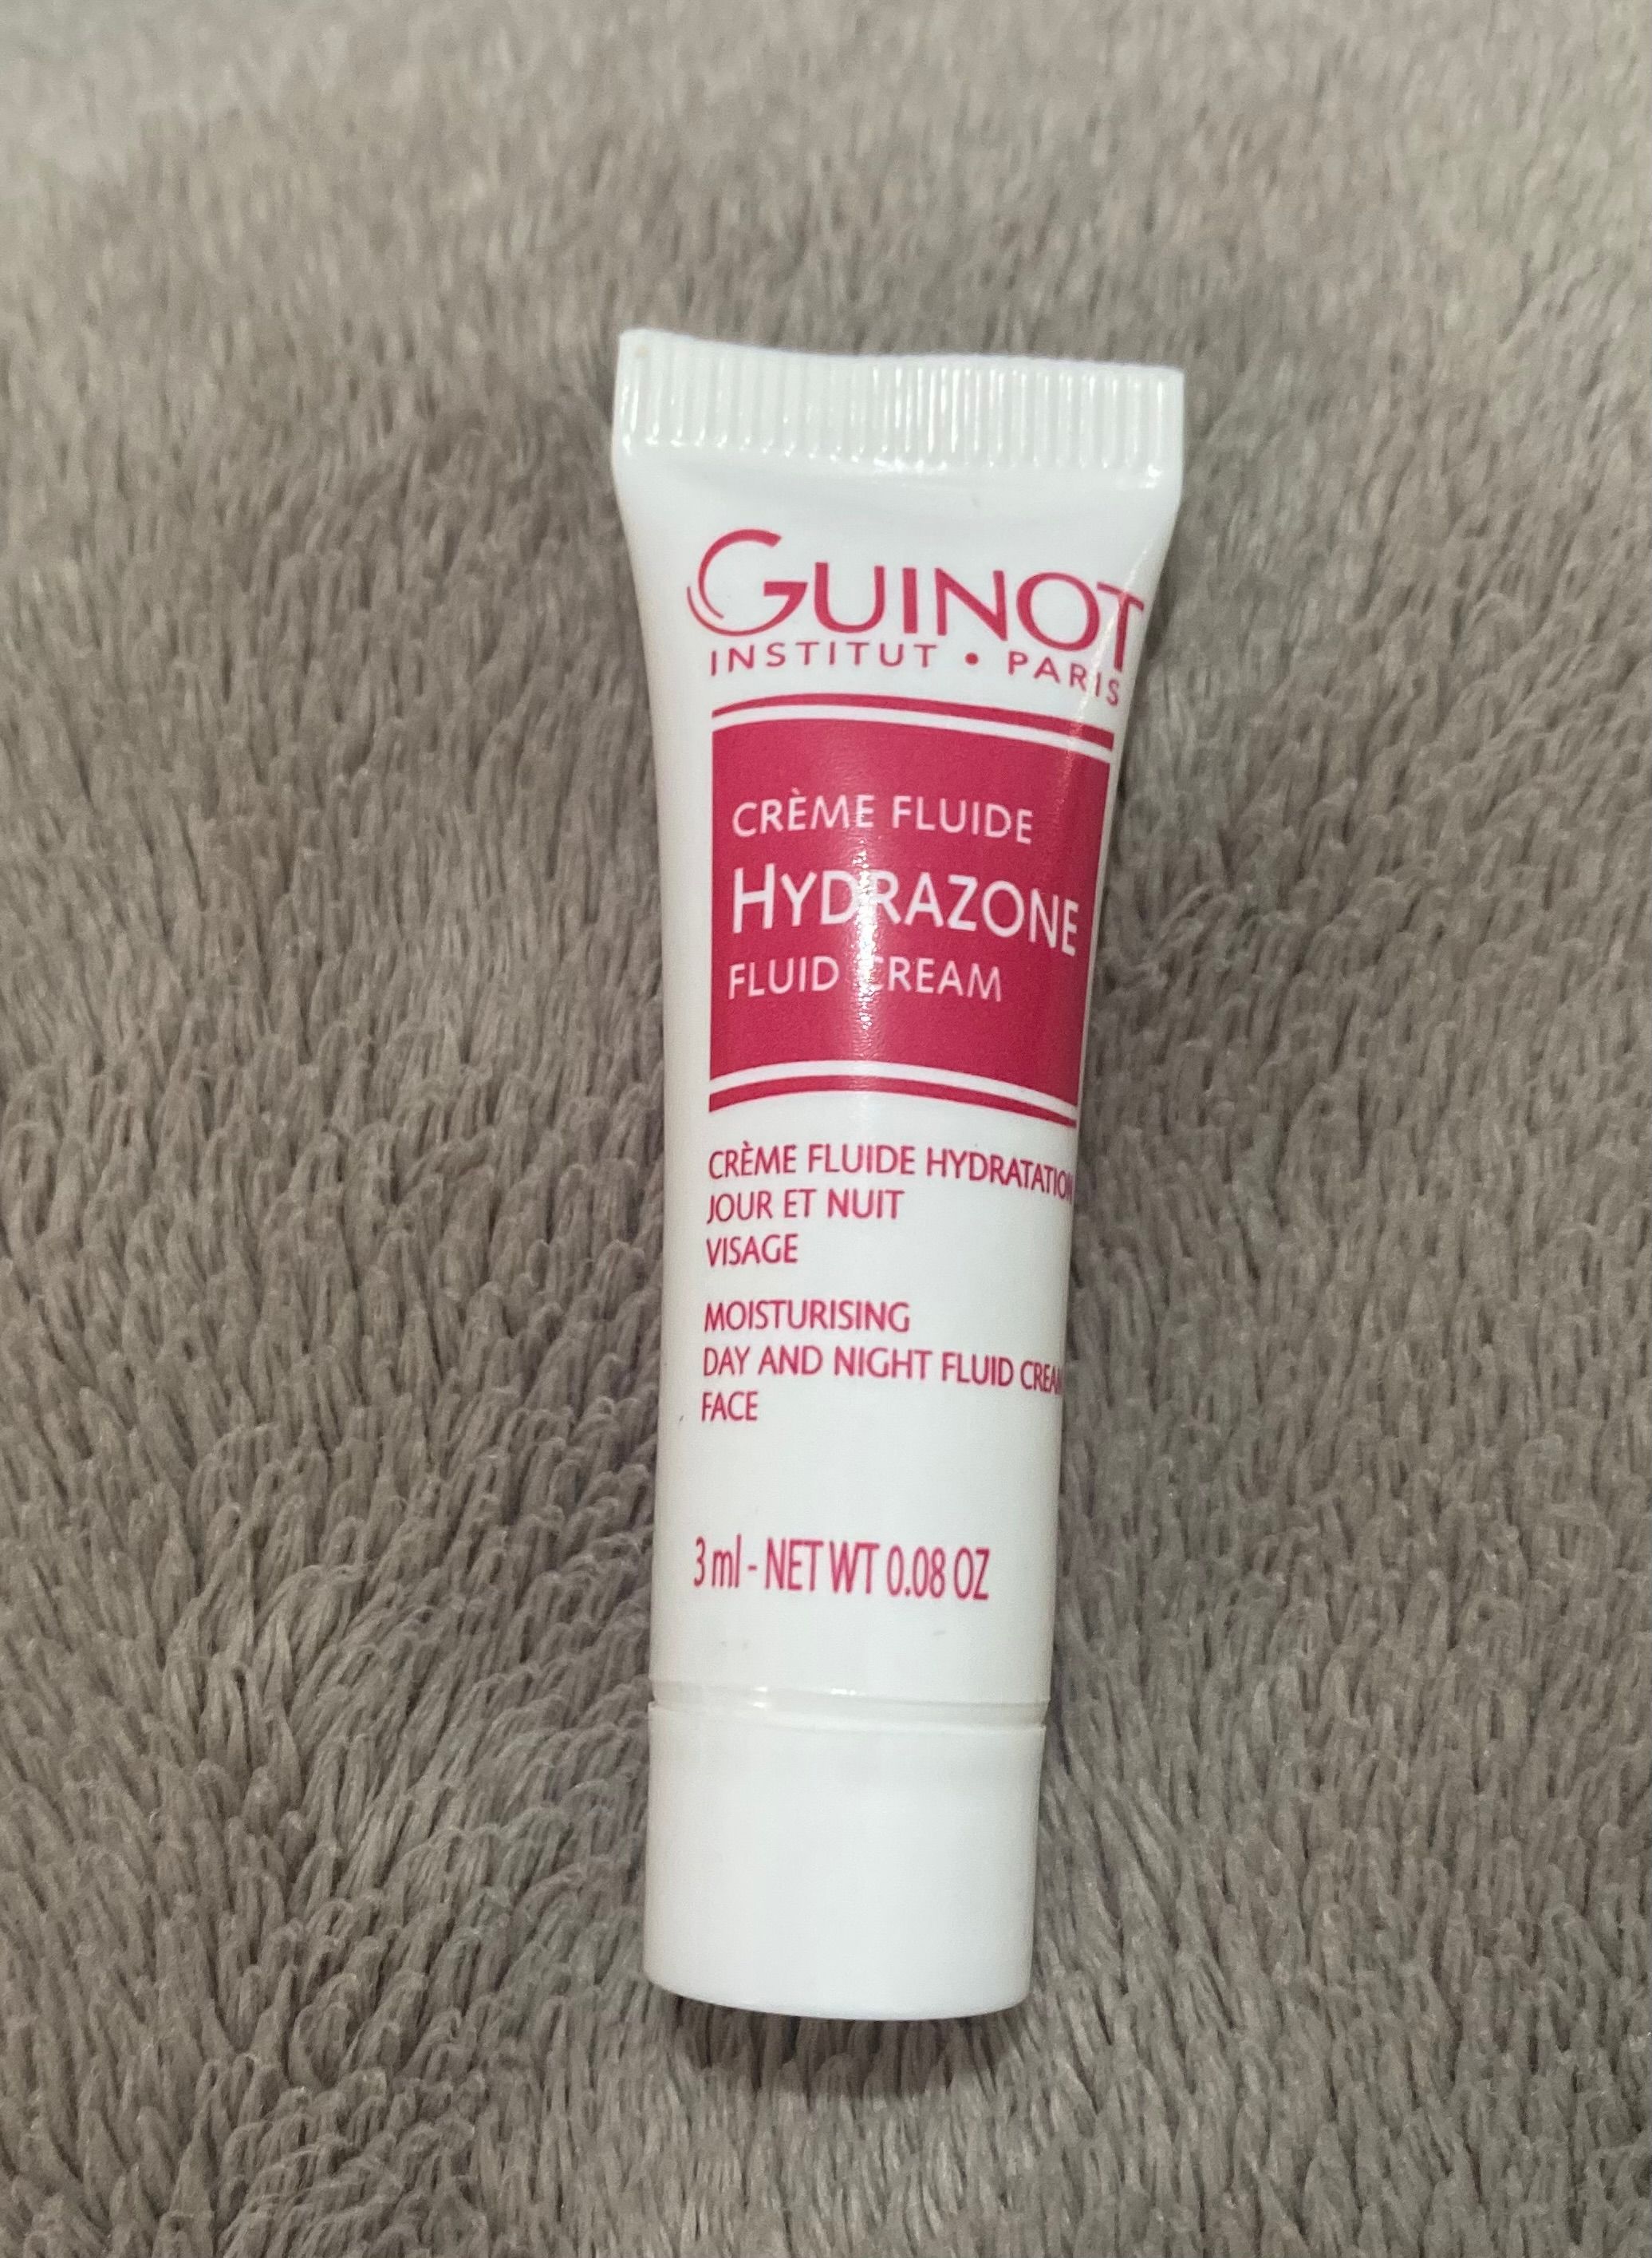 GUINOT
INSTITUT • PARIS
CRÈME FLUIDE
HYDRAZONE
FLUID CREAM
CRÈME FLUIDE HYDRATATION
JOUR ET NUIT
VISAGE
MOISTURISING
DAY AND NIGHT FLUID CREAM
FACE
3 ml - NET WT 0.08 OZ